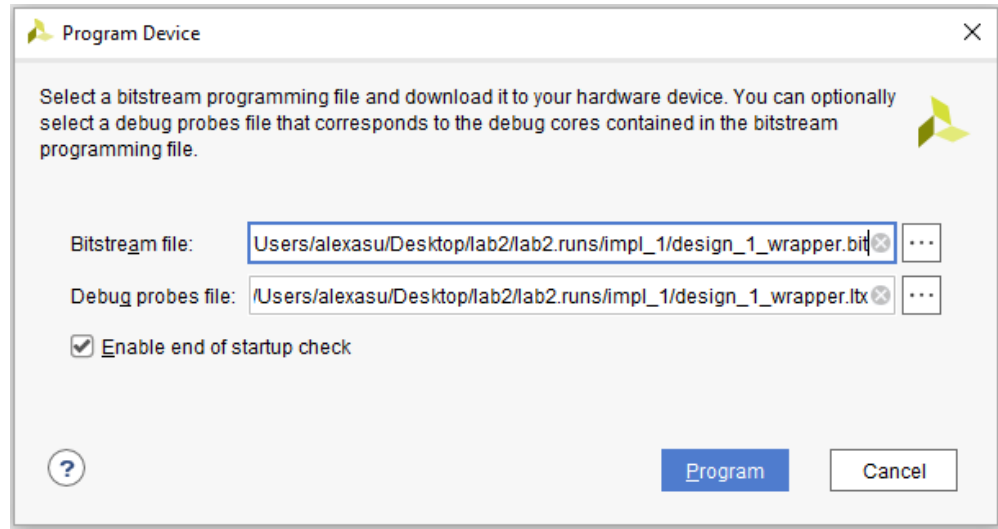 Program Device
Select a bitstream programming file and download it to your hardware device. You can optionally
select a debug probes file that corresponds to the debug cores contained in the bitstream
programming file.
Bitstream file: Users/alexasu/Desktop/lab2/lab2.runs/impl_1/design_1_wrapper.bit ...
Debug probes file: /Users/alexasu/Desktop/lab2/lab2.runs/impl_1/design_1_wrapper.ltx ...
Enable end of startup check
? Program Cancel